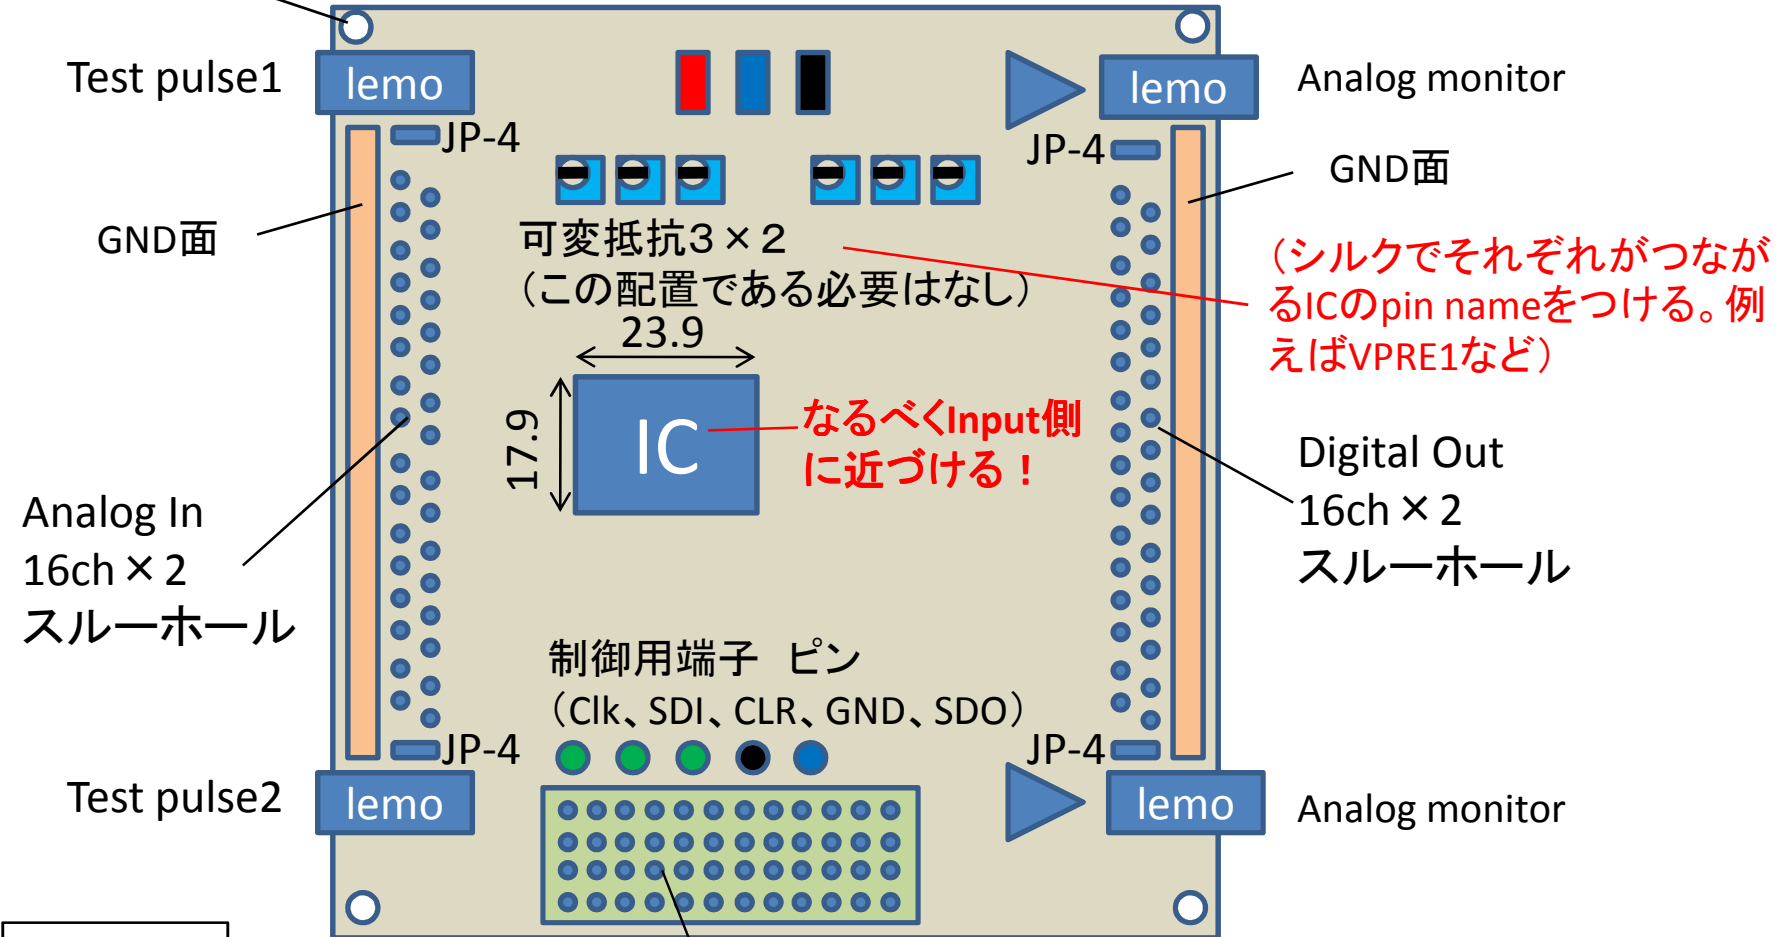 Test pulse1
lemo
lemo
Analog monitor
JP-4
JP-4
GND面
GND面
可変抵抗3×2
(この配置である必要はなし)
(シルクでそれぞれがつなが
るICのpin nameをつける。例
えばVPRE1など)
23.9
17.9
IC
なるべくInput側
に近づける!
Analog In
16ch×2
スルーホール
Digital Out
16ch×2
スルーホール
制御用端子 ピン
(Clk、SDI、CLR、GND、SDO)
JP-4
JP-4
Test pulse2
lemo
lemo
Analog monitor